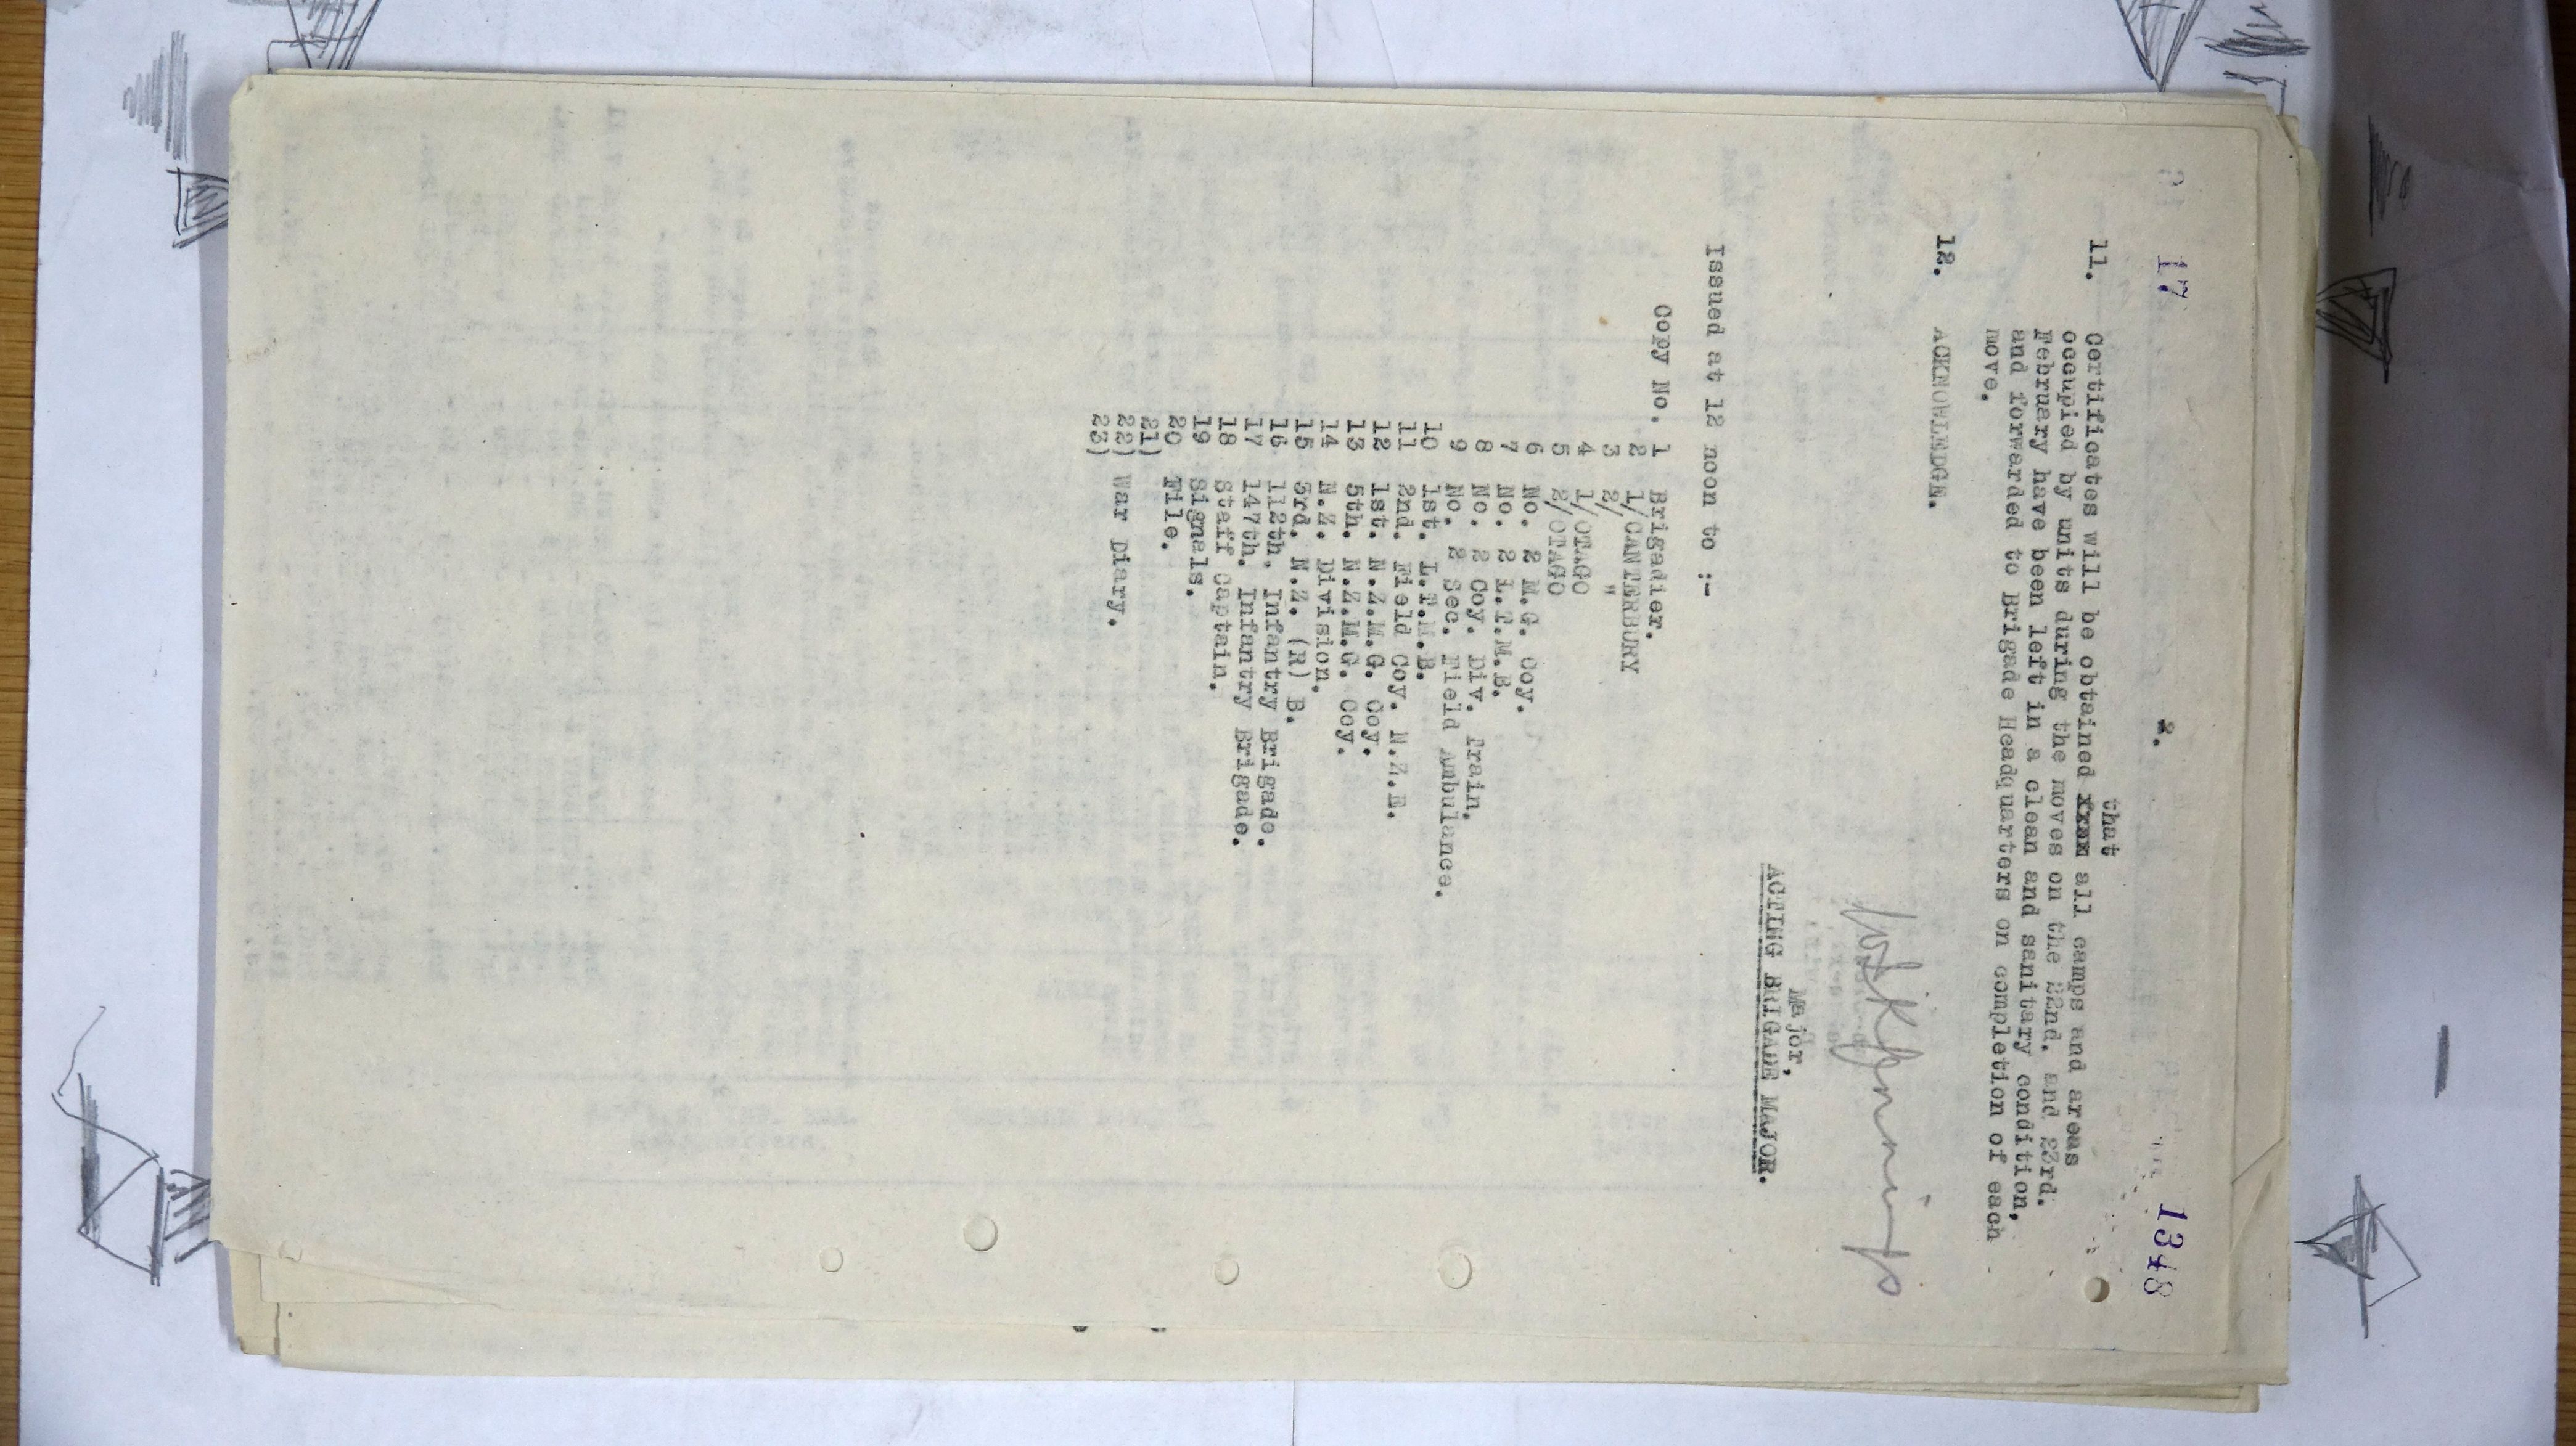 17
2.
1348
that
11. Certificates will be obtained from all camps and areas
occupied by units during the moves on the 22nd. and 23rd.
February have been left in a clean and sanitary condition,
and forwarded to Brigade Headquarters on completion of each
move.
12. ACKNOWLEDGE.
Major,
ACTING BRIGADE MAJOR.
Issued at 12 noon to :-
Copy No. 1 Brigadier.
2 1/CANTERBURY
3 2/ "
4 1/OTAGO
5 2/OTAGO
6 No. 2 M.G. Coy.
7 No. 2 L.T.M.B.
8 No. 2 Coy. Div. Train.
9 No. 2 Sec. Field Ambulance.
10 1st. L.T.M.B.
11 2nd. Field Coy. N.Z.E.
12 1st. N.Z.M.G. Coy.
13 5th. N.Z.M.G. Coy.
14 N.Z. Division.
15 3rd. N.Z. (R) B.
16 112th. Infantry Brigade.
17 147th. Infantry Brigade.
18 Staff Captain.
19 Signals.
20 File.
21)
22) War Diary.
23)